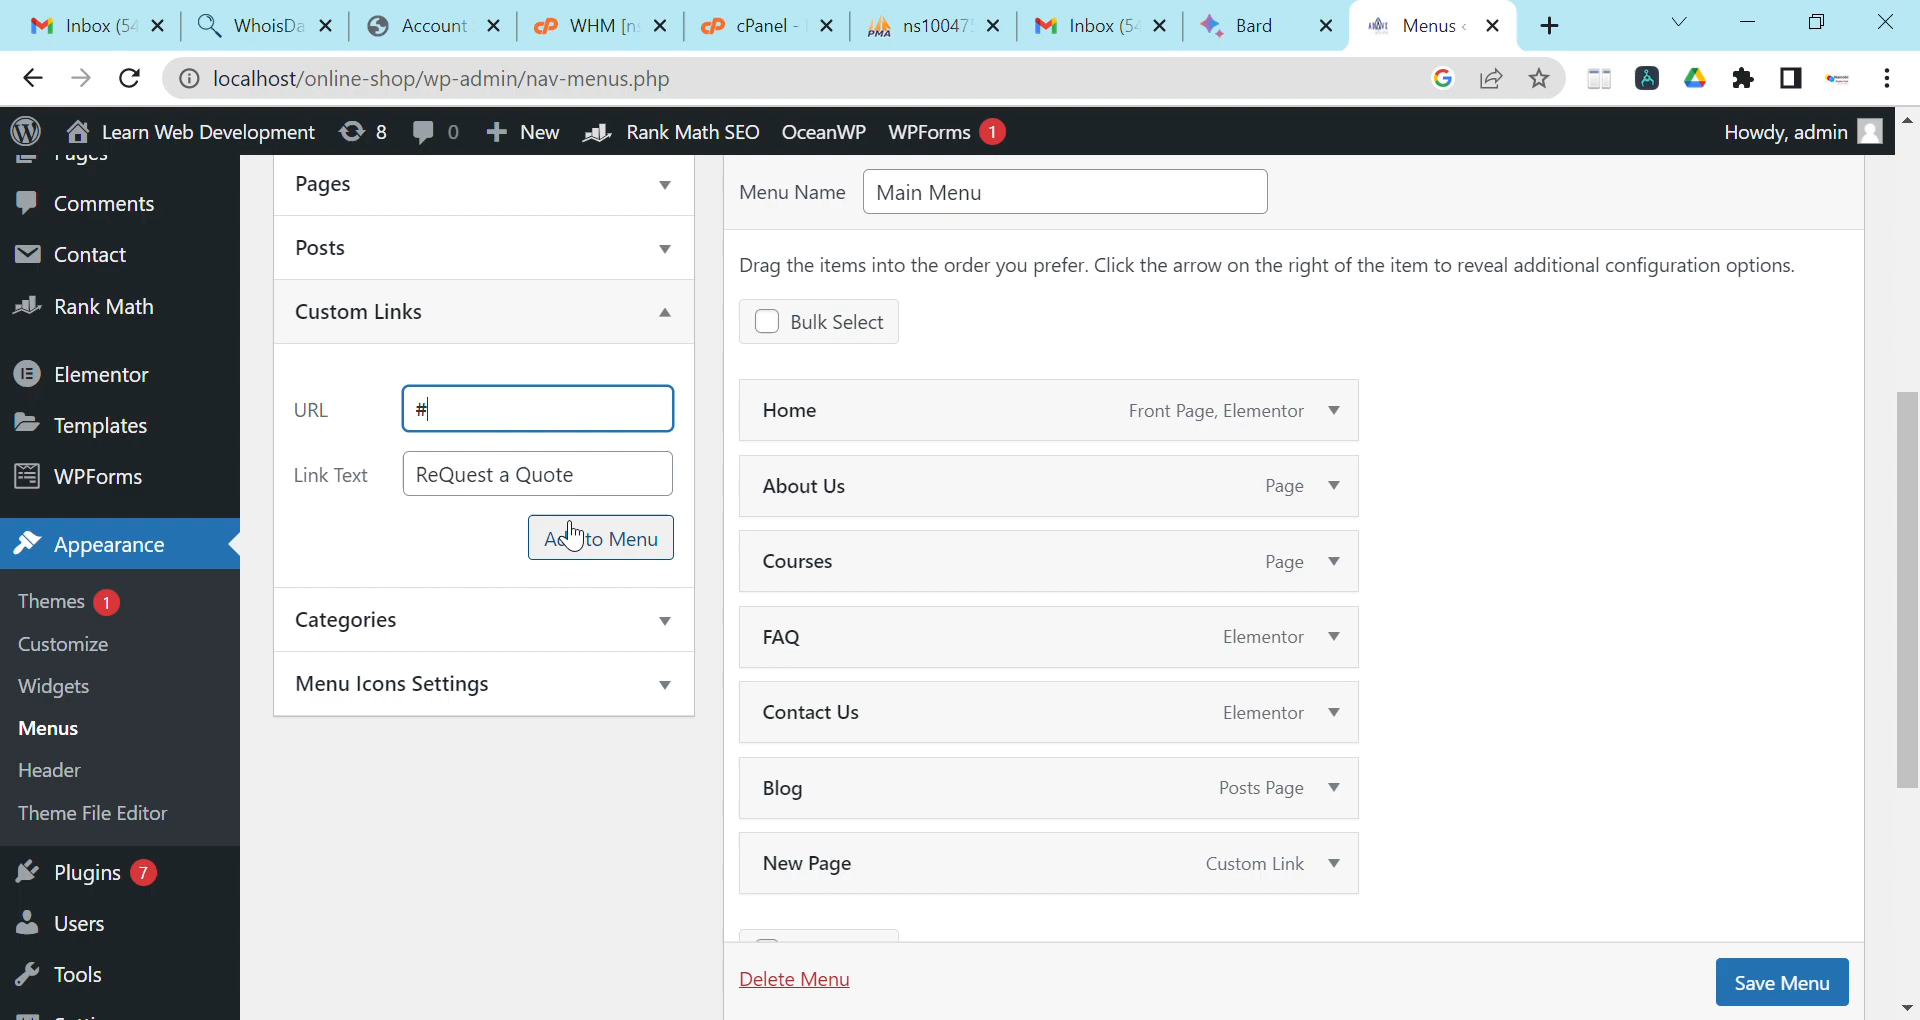 Inbox (54
WhoisDa
Account
WHM [n
cPanel -
ns10047
Inbox (54
Bard
Menus
localhost/online-shop/wp-admin/nav-menus.php
Learn Web Development 8 0 New Rank Math SEO OceanWP WPForms 1 Howdy, admin
Pages
Comments
Contact
Rank Math
Elementor
Templates
WPForms
Appearance
Themes 1
Customize
Widgets
Menus
Header
Theme File Editor
Plugins 7
Users
Tools
Pages
Posts
Custom Links
URL #
Link Text ReQuest a Quote
Add to Menu
Categories
Menu Icons Settings
Menu Name Main Menu
Drag the items into the order you prefer. Click the arrow on the right of the item to reveal additional configuration options.
Bulk Select
Home Front Page, Elementor
About Us Page
Courses Page
FAQ Elementor
Contact Us Elementor
Blog Posts Page
New Page Custom Link
Delete Menu
Save Menu